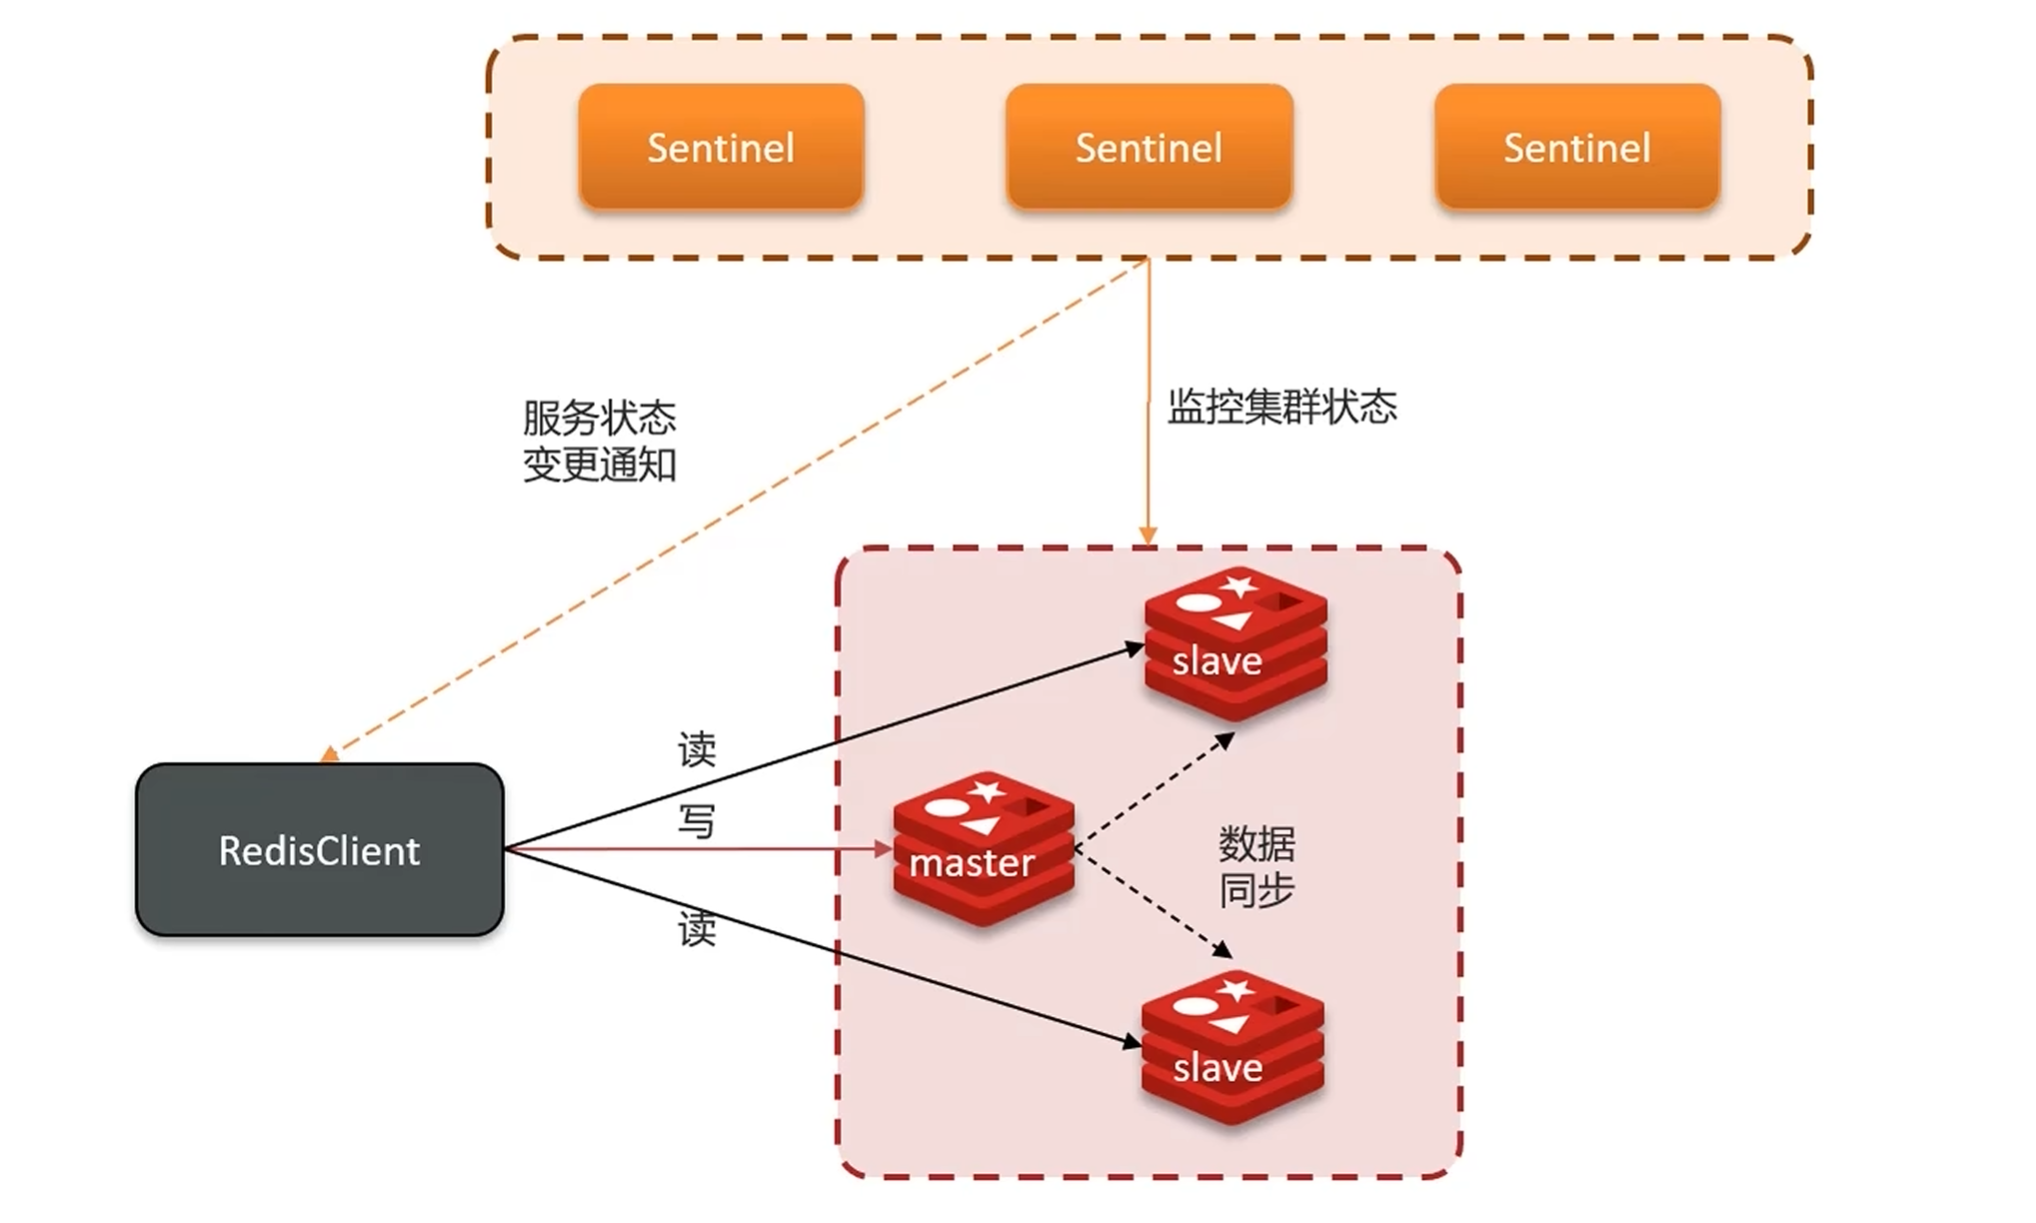 Sentinel
Sentinel
Sentinel
服务状态
变更通知
监控集群状态
slave
读
写
RedisClient
master
数据
同步
读
slave